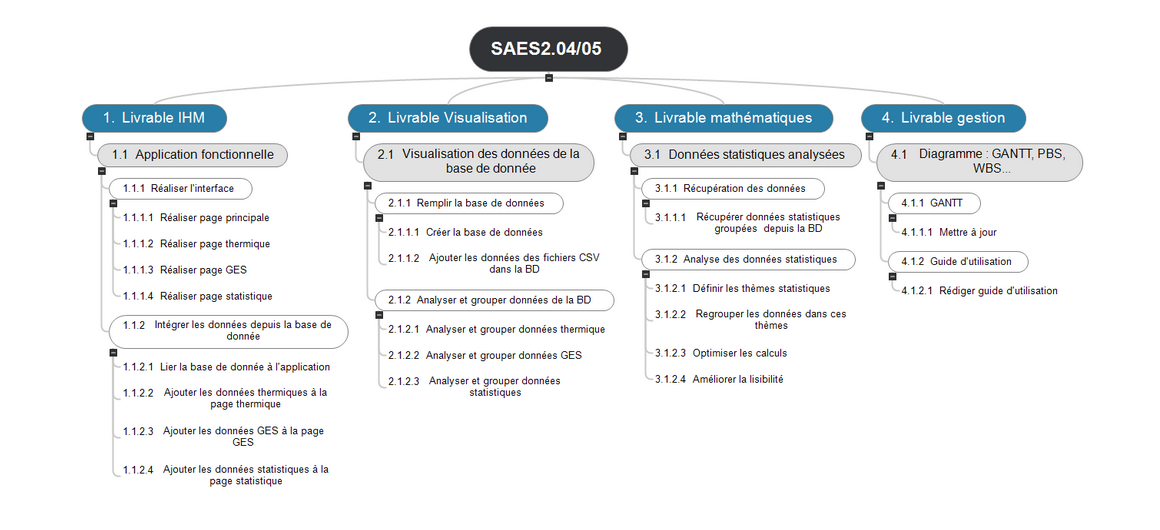 SAES2.04/05
1. Livrable IHM
1.1 Application fonctionnelle
1.1.1 Réaliser l'interface
1.1.1.1 Réaliser page principale
1.1.1.2 Réaliser page thermique
1.1.1.3 Réaliser page GES
1.1.1.4 Réaliser page statistique
1.1.2 Intégrer les données depuis la base de
donnée
1.1.2.1 Lier la base de donnée à l'application
1.1.2.2 Ajouter les données thermiques à la
page thermique
1.1.2.3 Ajouter les données GES à la page
GES
1.1.2.4 Ajouter les données statistiques à la
page statistique
2. Livrable Visualisation
2.1 Visualisation des données de la
base de donnée
2.1.1 Remplir la base de données
2.1.1.1 Créer la base de données
2.1.1.2 Ajouter les données des fichiers CSV
dans la BD
2.1.2 Analyser et grouper données de la BD
2.1.2.1 Analyser et grouper données thermique
2.1.2.2 Analyser et grouper données GES
2.1.2.3 Analyser et grouper données
statistiques
3. Livrable mathématiques
3.1 Données statistiques analysées
3.1.1 Récupération des données
3.1.1.1 Récupérer données statistiques
groupées depuis la BD
3.1.2 Analyse des données statistiques
3.1.2.1 Définir les thèmes statistiques
3.1.2.2 Regrouper les données dans ces
thèmes
3.1.2.3 Optimiser les calculs
3.1.2.4 Améliorer la lisibilité
4. Livrable gestion
4.1 Diagramme : GANTT, PBS,
WBS...
4.1.1 GANTT
4.1.1.1 Mettre à jour
4.1.2 Guide d'utilisation
4.1.2.1 Rédiger guide d'utilisation